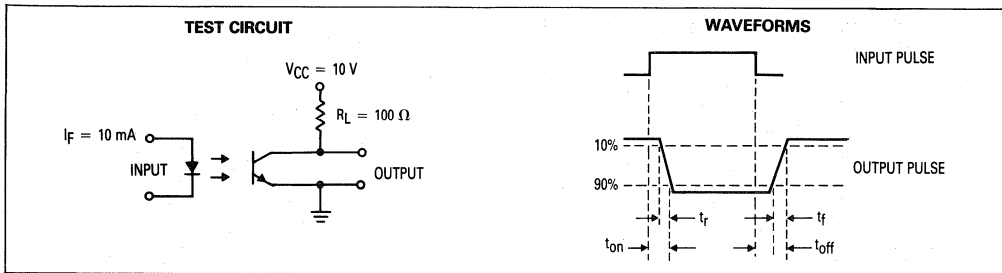 TEST CIRCUIT
VCC = 10 V
RL = 100 Ω
IF = 10 mA
INPUT
OUTPUT
WAVEFORMS
INPUT PULSE
10%
OUTPUT PULSE
90%
tr
tf
ton
toff